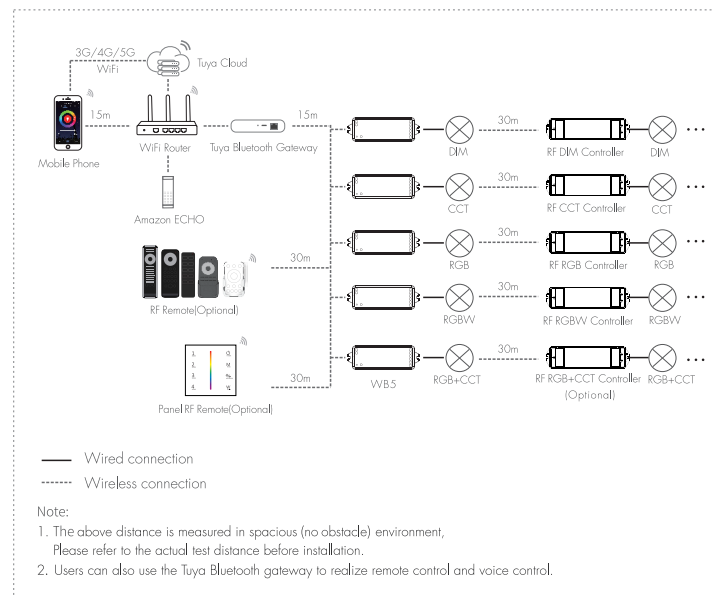 3G/4G/5G
WiFi
Tuya Cloud
15m
15m
Mobile Phone
WiFi Router
Tuya Bluetooth Gateway
Amazon ECHO
30m
RF Remote(Optional)
1.
2.
3.
4.
30m
Panel RF Remote(Optional)
DIM
30m
RF DIM Controller
DIM
CCT
30m
RF CCT Controller
CCT
RGB
30m
RF RGB Controller
RGB
RGBW
30m
RF RGBW Controller
RGBW
WB5
RGB+CCT
30m
RF RGB+CCT Controller
(Optional)
RGB+CCT
Wired connection
Wireless connection
Note:
1. The above distance is measured in spacious (no obstacle) environment,
Please refer to the actual test distance before installation.
2. Users can also use the Tuya Bluetooth gateway to realize remote control and voice control.